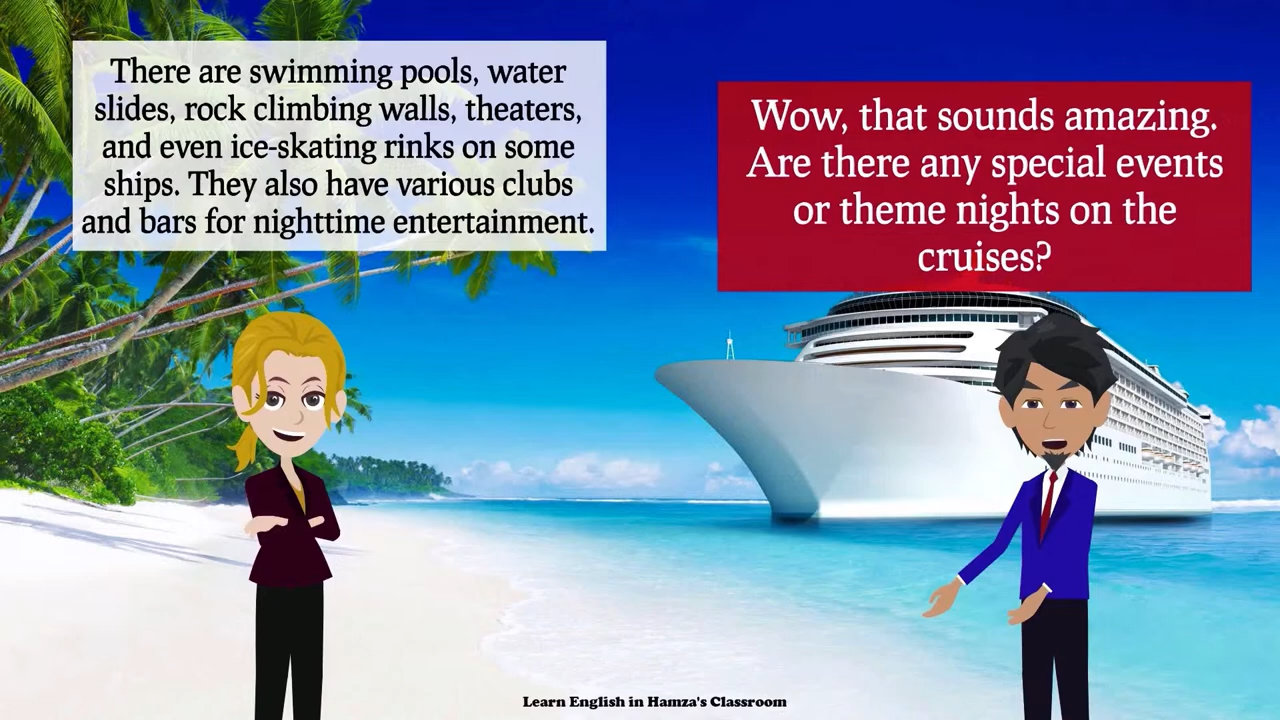 There are swimming pools, water
slides, rock climbing walls, theaters,
and even ice-skating rinks on some
ships. They also have various clubs
and bars for nighttime entertainment.
Wow, that sounds amazing.
Are there any special events
or theme nights on the
cruises?
Learn English in Hamza's Classroom